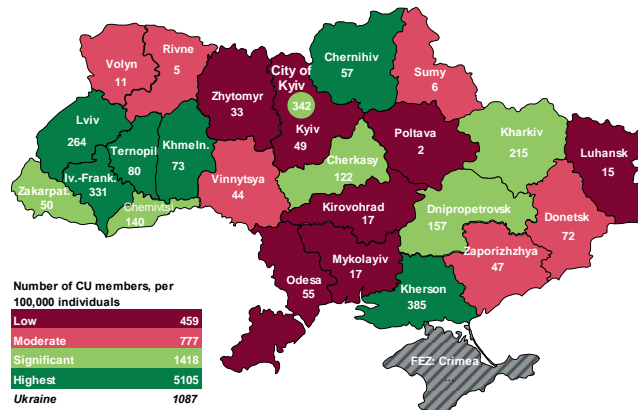 Chernihiv
57
Rivne
5
Volyn
11
Sumy
6
City of
Kyiv
342
Zhytomyr
33
Lviv
264
Kyiv
49
Poltava
2
Kharkiv
215
Khmeln.
73
Ternopil
80
Luhansk
15
Cherkasy
122
Iv.-Frank.
331
Zakarpat.
50
Vinnytsya
44
Chernivtsi
140
Kirovohrad
17
Dnipropetrovsk
157
Donetsk
72
Zaporizhzhya
47
Mykolayiv
17
Odesa
55
Kherson
385
FEZ: Crimea
...
Number of CU members, per
100,000 individuals
Low 459
Moderate 777
Significant 1418
Highest 5105
Ukraine 1087